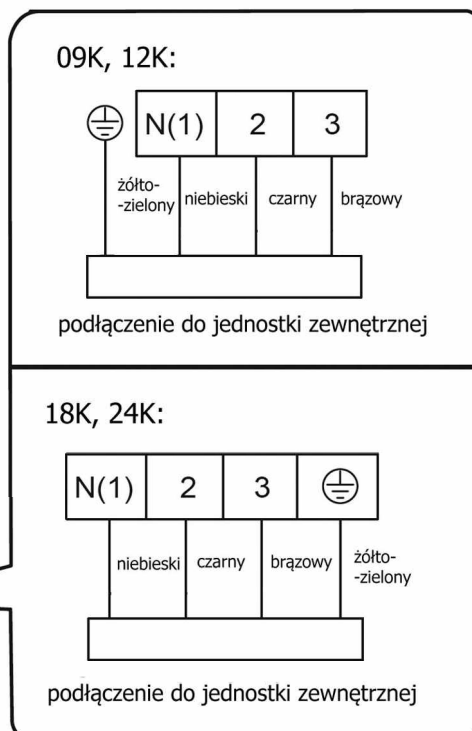 09K, 12K:
N(1) 2 3
żółto-
-zielony niebieski czarny brązowy
podłączenie do jednostki zewnętrznej
18K, 24K:
N(1) 2 3
niebieski czarny brązowy żółto-
-zielony
podłączenie do jednostki zewnętrznej